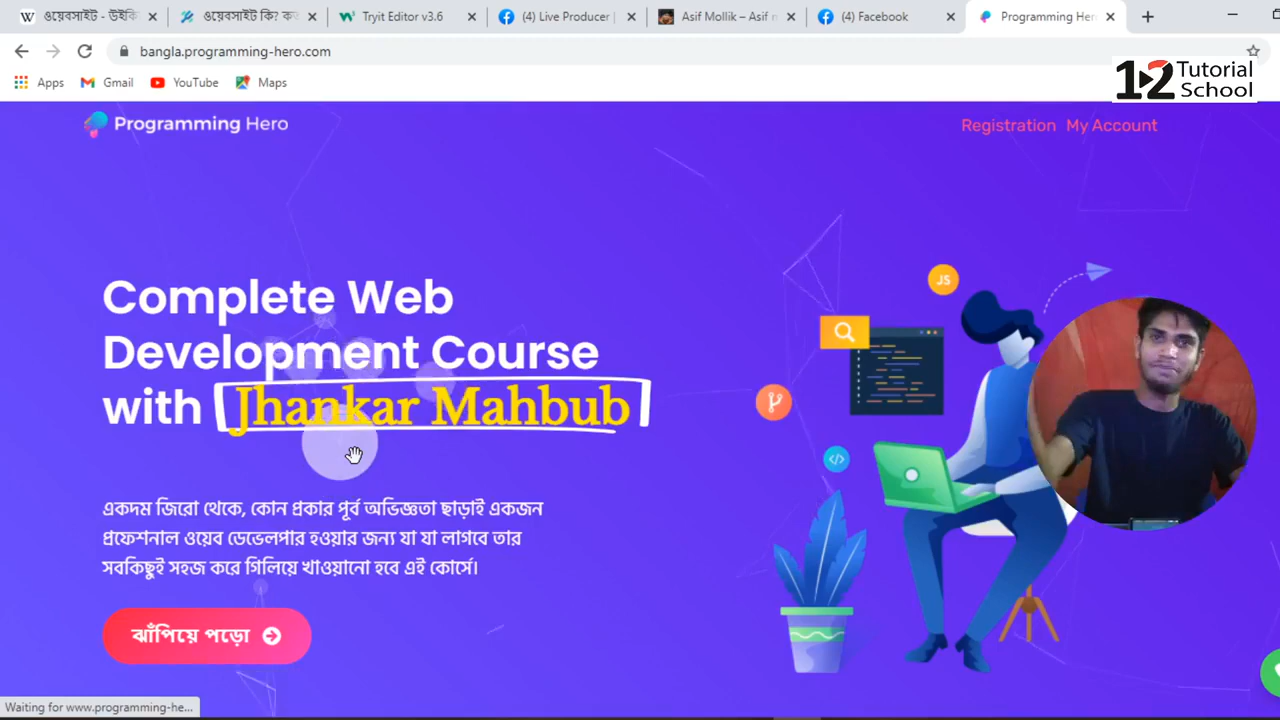 ওয়েবসাইট - উইকি
ওয়েবসাইট কি? কত
Tryit Editor v3.6
(4) Live Producer |
Asif Mollik – Asif m
(4) Facebook
Programming Her
bangla.programming-hero.com
Apps
Gmail
YouTube
Maps
12 Tutorial
School
Programming Hero
Registration My Account
Complete Web
Development Course
with Jhankar Mahbub
একদম জিরো থেকে, কোন প্রকার পূর্ব অভিজ্ঞতা ছাড়াই একজন
প্রফেশনাল ওয়েব ডেভেলপার হওয়ার জন্য যা যা লাগবে তার
সবকিছুই সহজ করে গিলিয়ে খাওয়ানো হবে এই কোর্সে।
ঝাঁপিয়ে পড়ো
JS
</>
Waiting for www.programming-he...